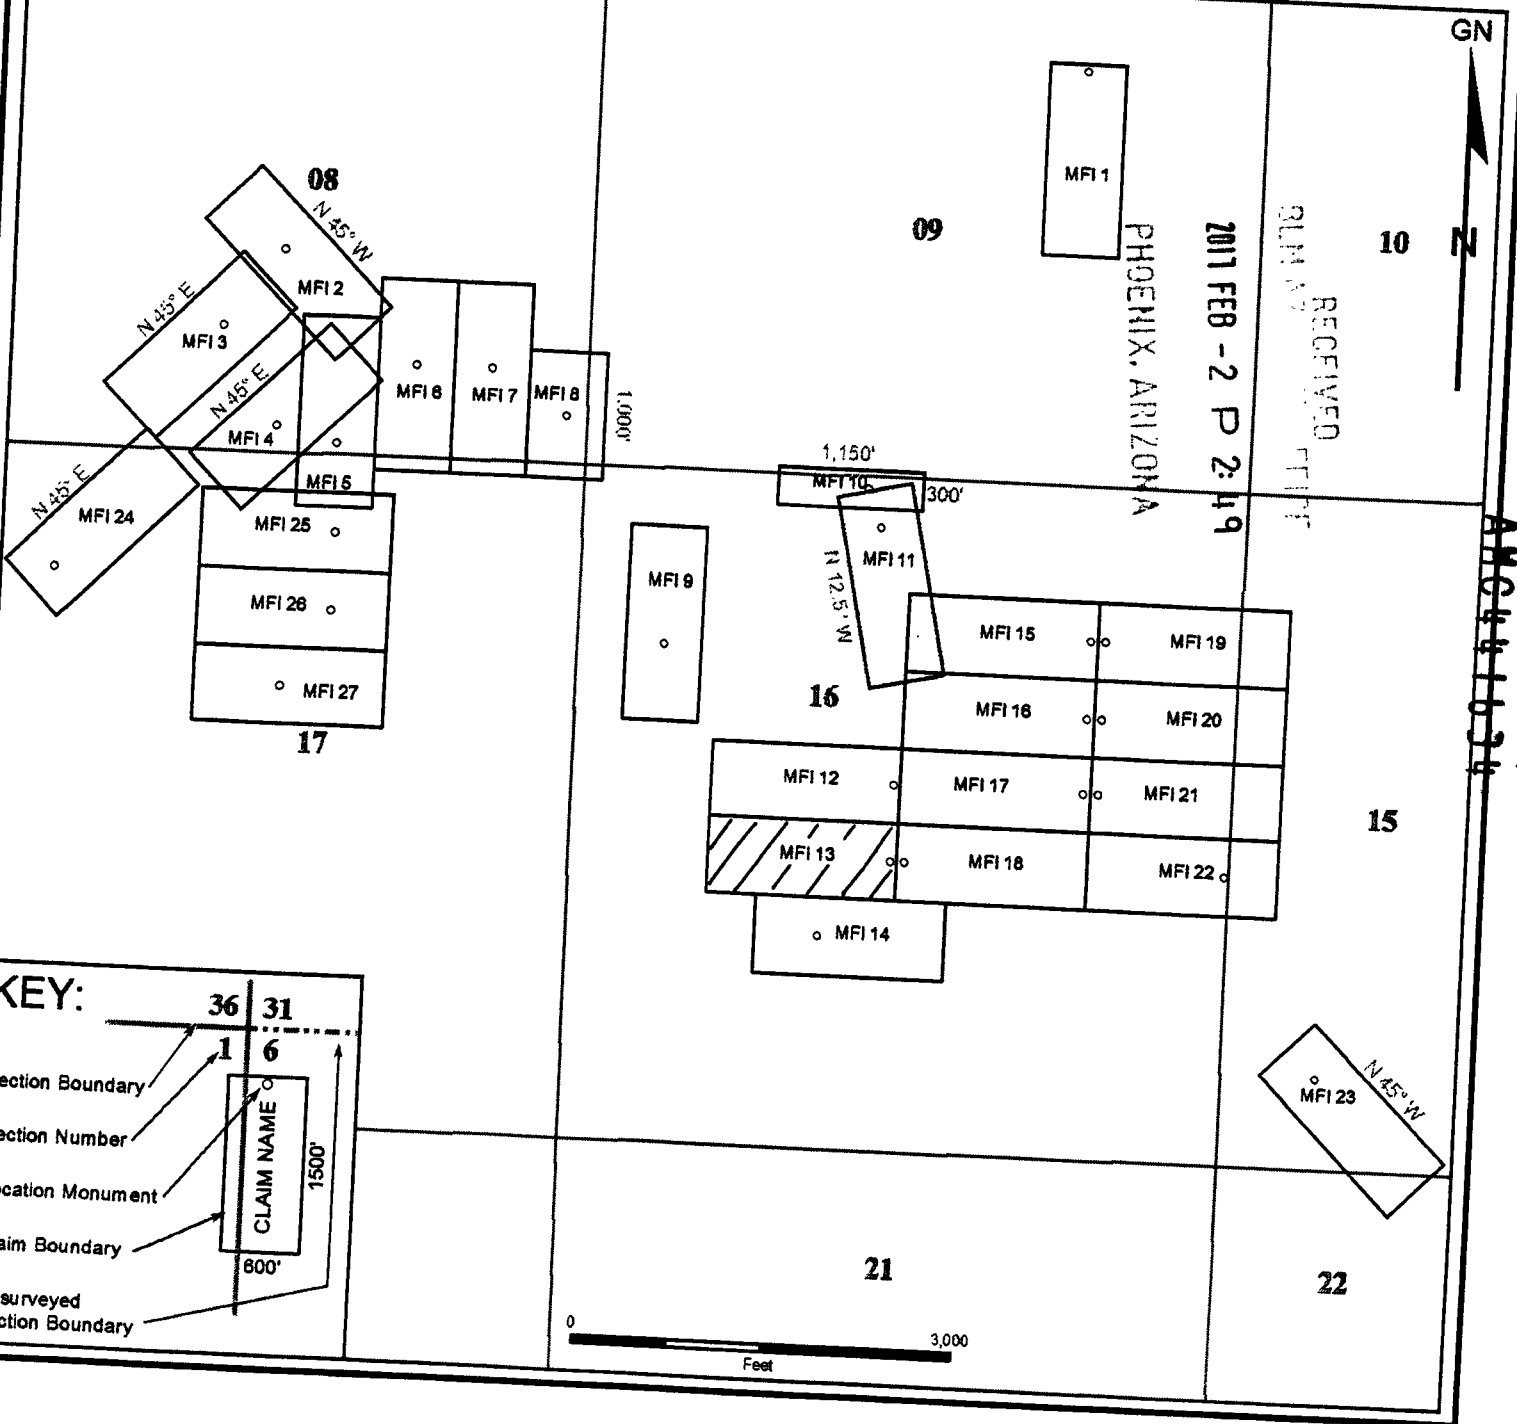 GN
N
08
09
10
MFI 1
N 45° W
MFI 2
N 45° E
MFI 3
N 45° E
MFI 4
MFI 5
MFI 6
MFI 7
MFI 8
1,000'
PHOENIX, ARIZONA
2011 FEB -2 P 2:49
RECEIVED
1,150'
MFI 10
300'
MFI 11
N 12.5° W
MFI 9
N 45° E
MFI 24
MFI 25
MFI 26
MFI 27
17
16
15
MFI 15
MFI 19
MFI 16
MFI 20
MFI 12
MFI 17
MFI 21
MFI 13
MFI 18
MFI 22
MFI 14
MFI 23
N 45° W
KEY:
36 31
1 6
ection Boundary
ection Number
ocation Monument
aim Boundary
surveyed
ction Boundary
CLAIM NAME
1500'
600'
21
22
0 3,000
Feet